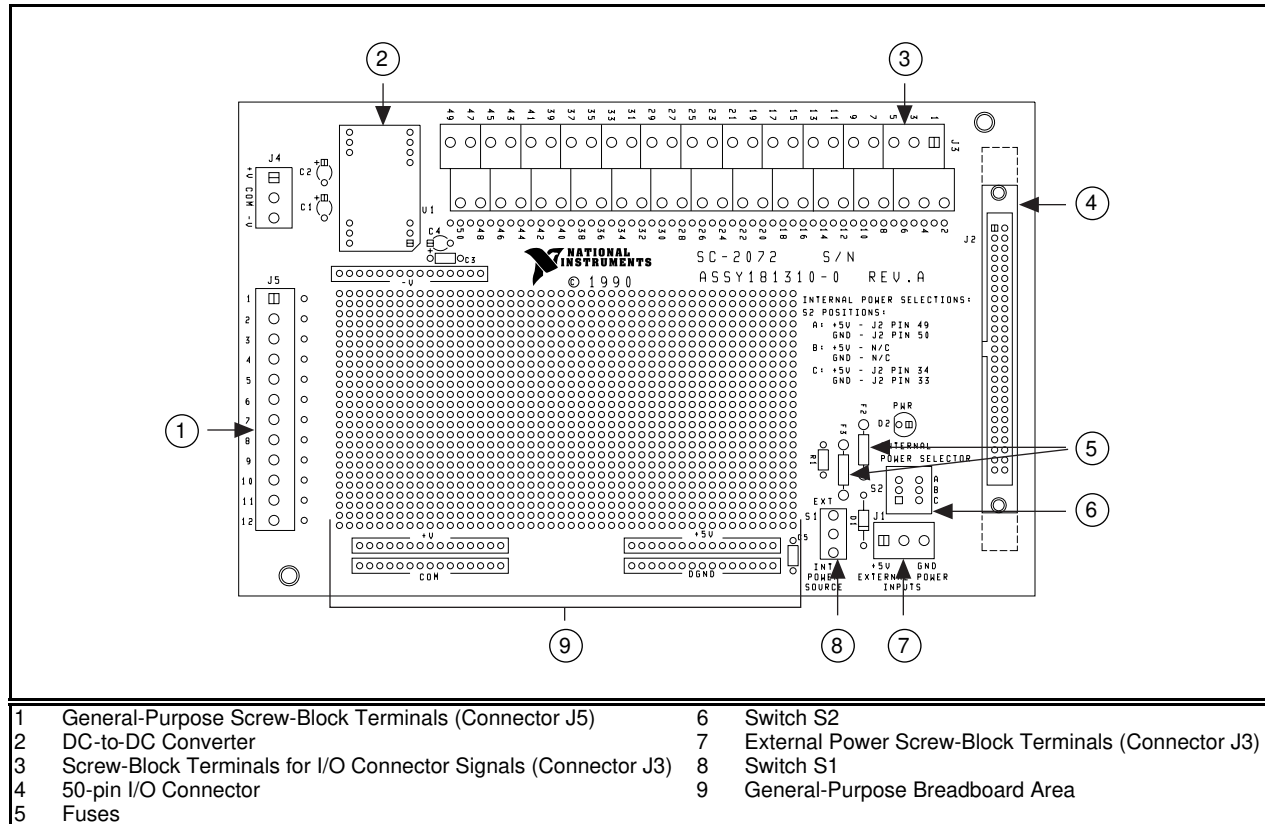 2
3
49 47 45 43 41 39 37 35 33 31 29 27 25 23 21 19 17 15 13 11 9 7 5 3 1
J3
J4
+V COM -V
C2
C1
V1
C4
C3
50 48 46 44 42 40 38 36 34 32 30 28 26 24 22 20 18 16 14 12 10 8 6 4 2
J2
4
NATIONAL
INSTRUMENTS
© 1990
SC-2072 S/N
ASSY181310-0 REV.A
-V
J5
1
2
3
4
5
6
7
8
9
10
11
12
1
INTERNAL POWER SELECTIONS:
S2 POSITIONS:
A: +5V - J2 PIN 49
GND - J2 PIN 50
B: +5V - N/C
GND - N/C
C: +5V - J2 PIN 34
GND - J2 PIN 33
PWR
D2
F2
F3
R1
INTERNAL
POWER SELECTOR
5
S2
A
B
C
6
EXT
S1
D1
J1
C5
+V
COM
+5V
DGND
INT
POWER
SOURCE
+5V GND
EXTERNAL POWER
INPUTS
9
8
7
1 General-Purpose Screw-Block Terminals (Connector J5)
2 DC-to-DC Converter
3 Screw-Block Terminals for I/O Connector Signals (Connector J3)
4 50-pin I/O Connector
5 Fuses
6 Switch S2
7 External Power Screw-Block Terminals (Connector J3)
8 Switch S1
9 General-Purpose Breadboard Area